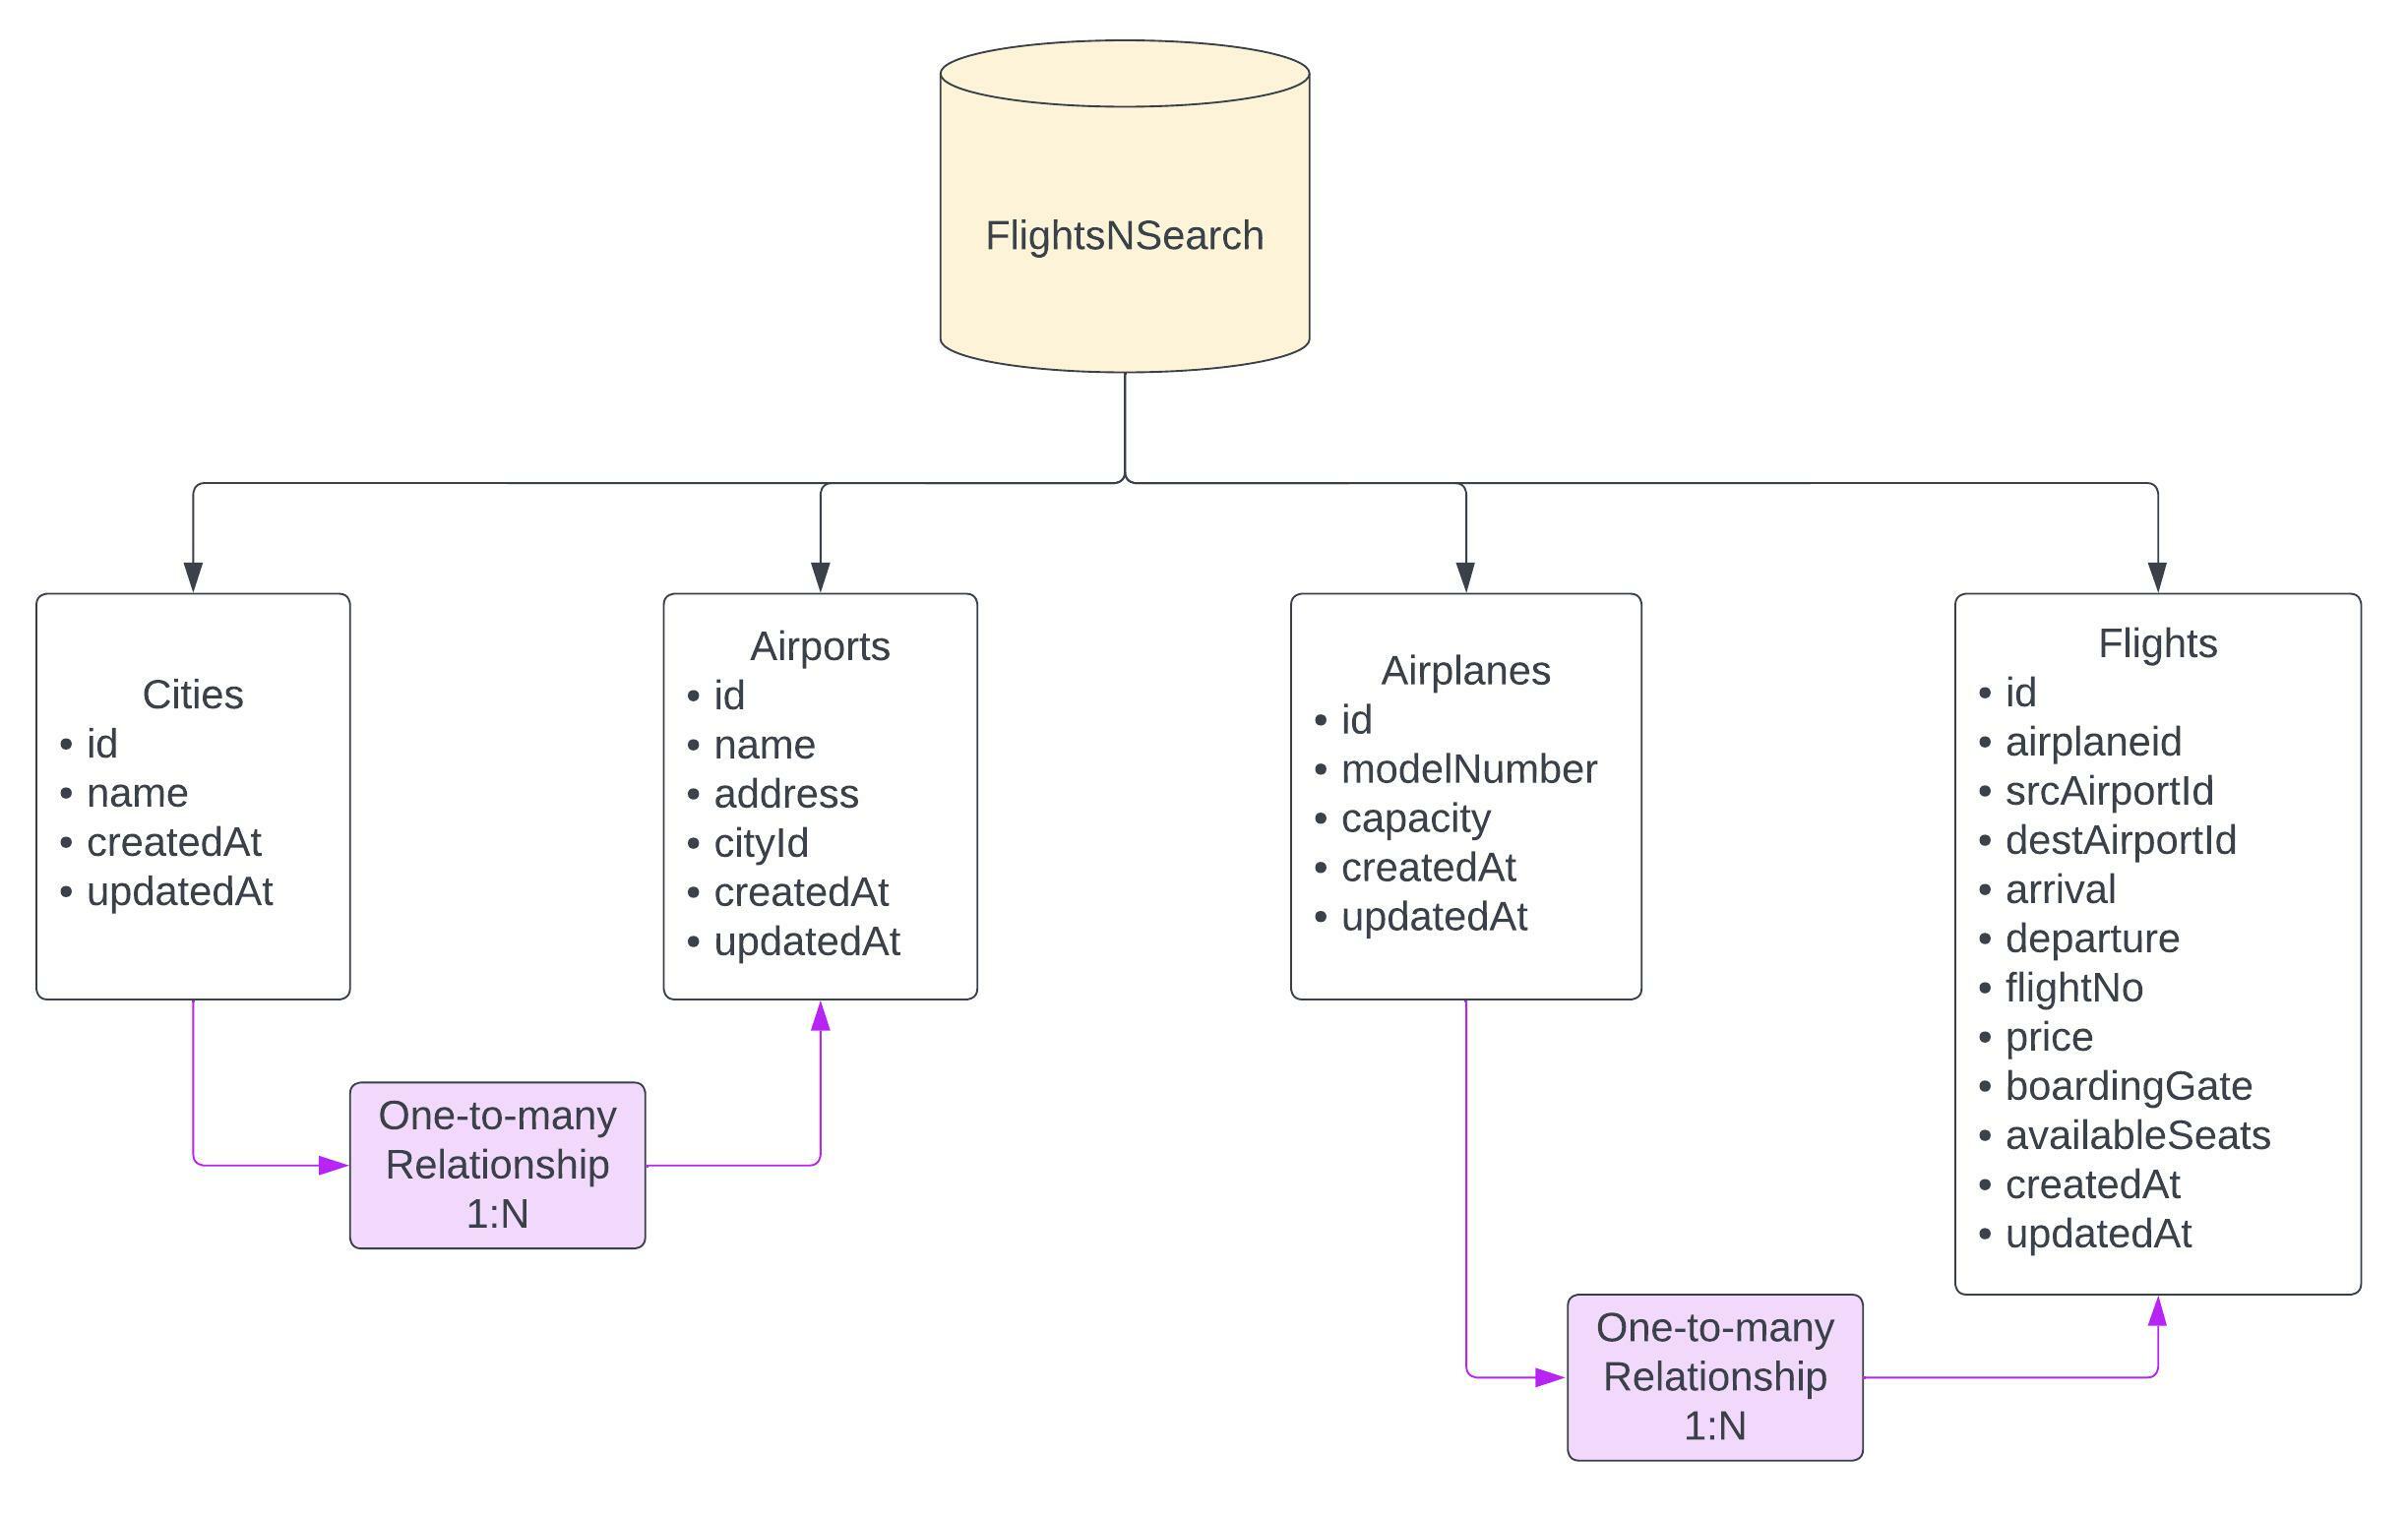 FlightsNSearch
Cities
• id
• name
• createdAt
• updatedAt
Airports
• id
• name
• address
• cityId
• createdAt
• updatedAt
Airplanes
• id
• modelNumber
• capacity
• createdAt
• updatedAt
Flights
• id
• airplaneid
• srcAirportId
• destAirportId
• arrival
• departure
• flightNo
• price
• boardingGate
• availableSeats
• createdAt
• updatedAt
One-to-many
Relationship
1:N
One-to-many
Relationship
1:N